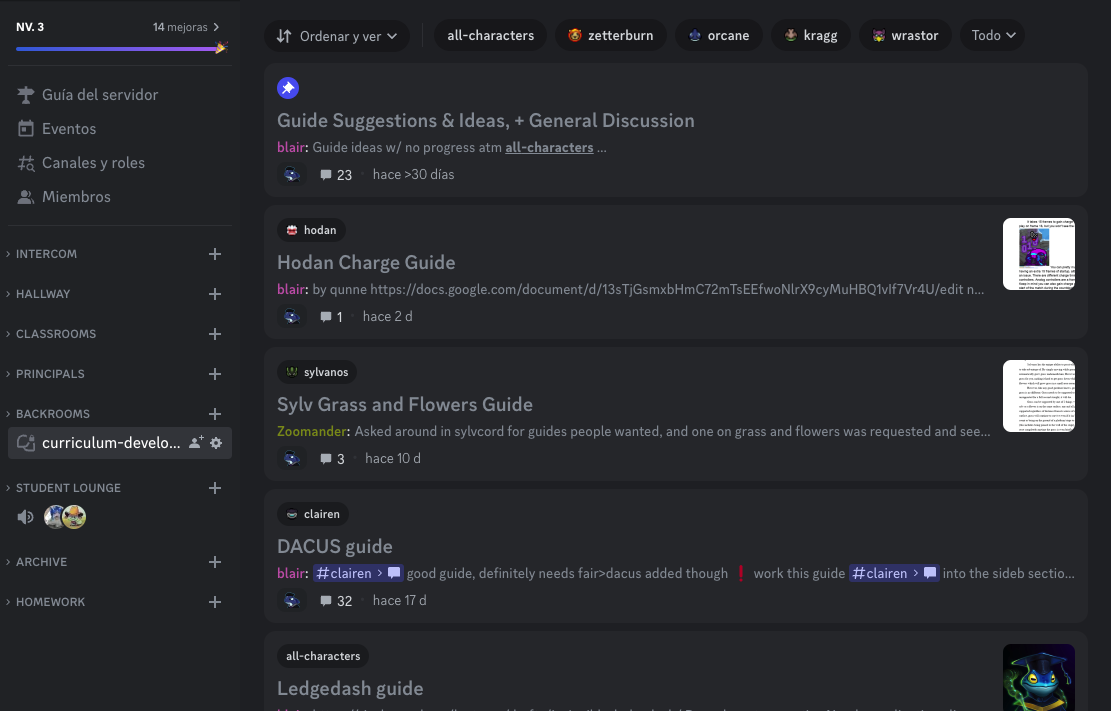 NV. 3
14 mejoras
Guía del servidor
Eventos
Canales y roles
Miembros
INTERCOM
HALLWAY
CLASSROOMS
PRINCIPALS
BACKROOMS
curriculum-develo...
STUDENT LOUNGE
ARCHIVE
HOMEWORK
Ordenar y ver
all-characters
zetterburn
orcane
kragg
wrastor
Todo
Guide Suggestions & Ideas, + General Discussion
blair: Guide ideas w/ no progress atm all-characters ...
23 · hace >30 días
hodan
Hodan Charge Guide
blair: by qunne https://docs.google.com/document/d/13sTjGsmxbHmC72mTsEEfwoNlrX9cyMuHBQ1vIf7Vr4U/edit n...
1 · hace 2 d
sylvanos
Sylv Grass and Flowers Guide
Zoomander: Asked around in sylvcord for guides people wanted, and one on grass and flowers was requested and see...
3 · hace 10 d
clairen
DACUS guide
blair: #clairen > good guide, definitely needs fair>dacus added though ❗ work this guide #clairen > into the sideb sectio...
32 · hace 17 d
all-characters
Ledgedash guide